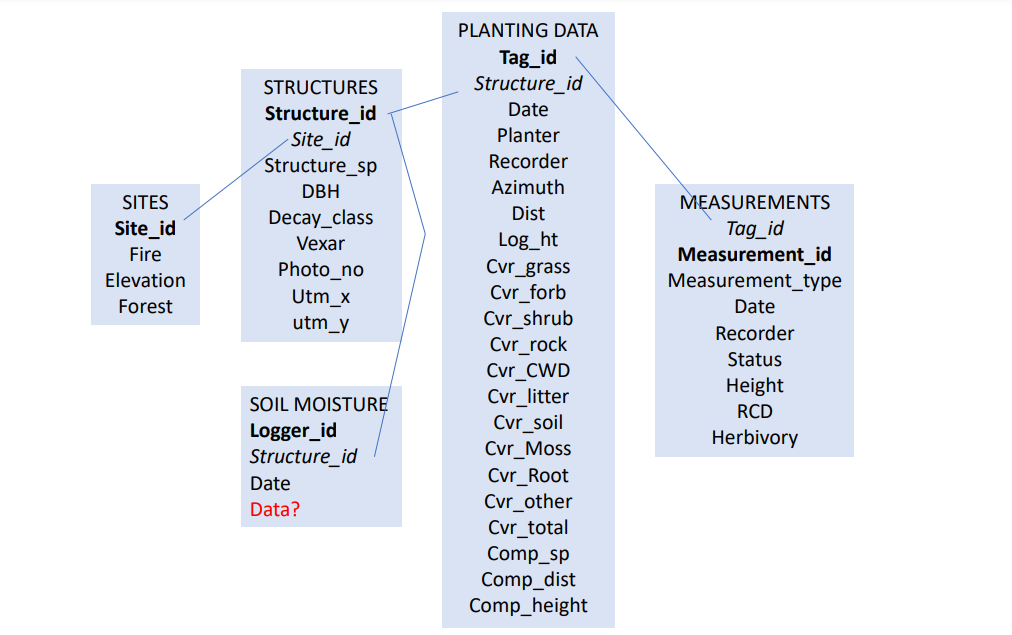 SITES
Site_id
Fire
Elevation
Forest
STRUCTURES
Structure_id
Site_id
Structure_sp
DBH
Decay_class
Vexar
Photo_no
Utm_x
utm_y
SOIL MOISTURE
Logger_id
Structure_id
Date
Data?
PLANTING DATA
Tag_id
Structure_id
Date
Planter
Recorder
Azimuth
Dist
Log_ht
Cvr_grass
Cvr_forb
Cvr_shrub
Cvr_rock
Cvr_CWD
Cvr_litter
Cvr_soil
Cvr_Moss
Cvr_Root
Cvr_other
Cvr_total
Comp_sp
Comp_dist
Comp_height
MEASUREMENTS
Tag_id
Measurement_id
Measurement_type
Date
Recorder
Status
Height
RCD
Herbivory